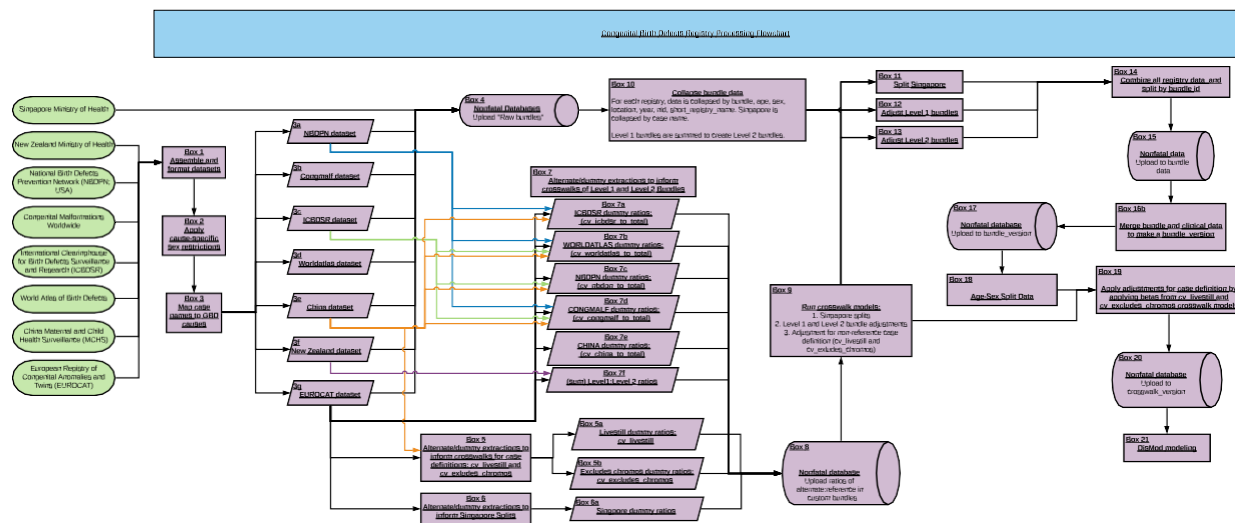 Congenital Birth Defects Registry Processing Flowchart
Singapore Ministry of Health
New Zealand Ministry of Health
National Birth Defects
Prevention Network (NBDPN;
USA)
Congenital Malformations
Worldwide
International Clearinghouse
for Birth Defects Surveillance
and Research (ICBDSR)
World Atlas of Birth Defects
China Maternal and Child
Health Surveillance (MCHS)
European Registry of
Congenital Anomalies and
Twins (EUROCAT)
Box 1
Assemble and
format datasets
Box 2
Apply
cause-specific
sex restrictions
Box 3
Map case
names to GBD
causes
3a
NBDPN dataset
3b
Congmalf dataset
3c
ICBDSR dataset
3d
Worldatlas dataset
3e
China dataset
3f
New Zealand dataset
3g
EUROCAT dataset
Box 4
Nonfatal Databases
Upload "Raw bundles"
Box 5
Alternate/dummy extractions to
inform crosswalks for case
definitions: cv_livestill and
cv_exludes_chromos
Box 5a
Livestill dummy ratios:
cv_livestill
Box 5b
Excludes chromos dummy ratios:
cv_excludes_chromos
Box 6
Alternate/dummy extractions to
inform Singapore Splits
Box 6a
Singpore dummy ratios
Box 7
Alternate/dummy extractions to inform
crosswalks of Level 1 and Level 2 Bundles
Box 7a
ICBDSR dummy ratios:
(cv_icbdsr_to_total)
Box 7b
WORLDATLAS dummy ratios:
(cv_worldatlas_to_total)
Box 7c
NBDPN dummy ratios:
(cv_nbdpn_to_total)
Box 7d
CONGMALF dummy ratios:
(cv_congmalf_to_total)
Box 7e
CHINA dummy ratios:
(cv_china_to_total)
Box 7f
(sum) Level1:Level 2 ratios
Box 8
Nonfatal database
Upload ratios of
alternate:reference in
custom bundles
Box 9
Run crosswalk models:
1. Singapore splits
2. Level 1 and Level 2 bundle adjustments
3. Adjustment for non-reference case
definition (cv_livestill and
cv_exludes_chromos)
Box 10
Collapse bundle data
For each registry, data is collapsed by bundle, age, sex,
location, year, nid, short_registry_name. Singapore is
collapsed by case name.
Level 1 bundles are summed to create Level 2 bundles.
Box 11
Split Singapore
Box 12
Adjust Level 1 bundles
Box 13
Adjust Level 2 bundles
Box 14
Combine all registry data and
split by bundle id
Box 15
Nonfatal data
Upload to bundle
data
Box 16b
Merge bundle and clinical data
to make a bundle_version
Box 17
Nonfatal database
Upload to bundle_version
Box 18
Age-Sex Split Data
Box 19
Apply adjustments for case definition by
applying betas from cv_livestill and
cv_excludes_chromos crosswalk models
Box 20
Nonfatal database
Upload to
crosswalk_version
Box 21
DisMod modeling